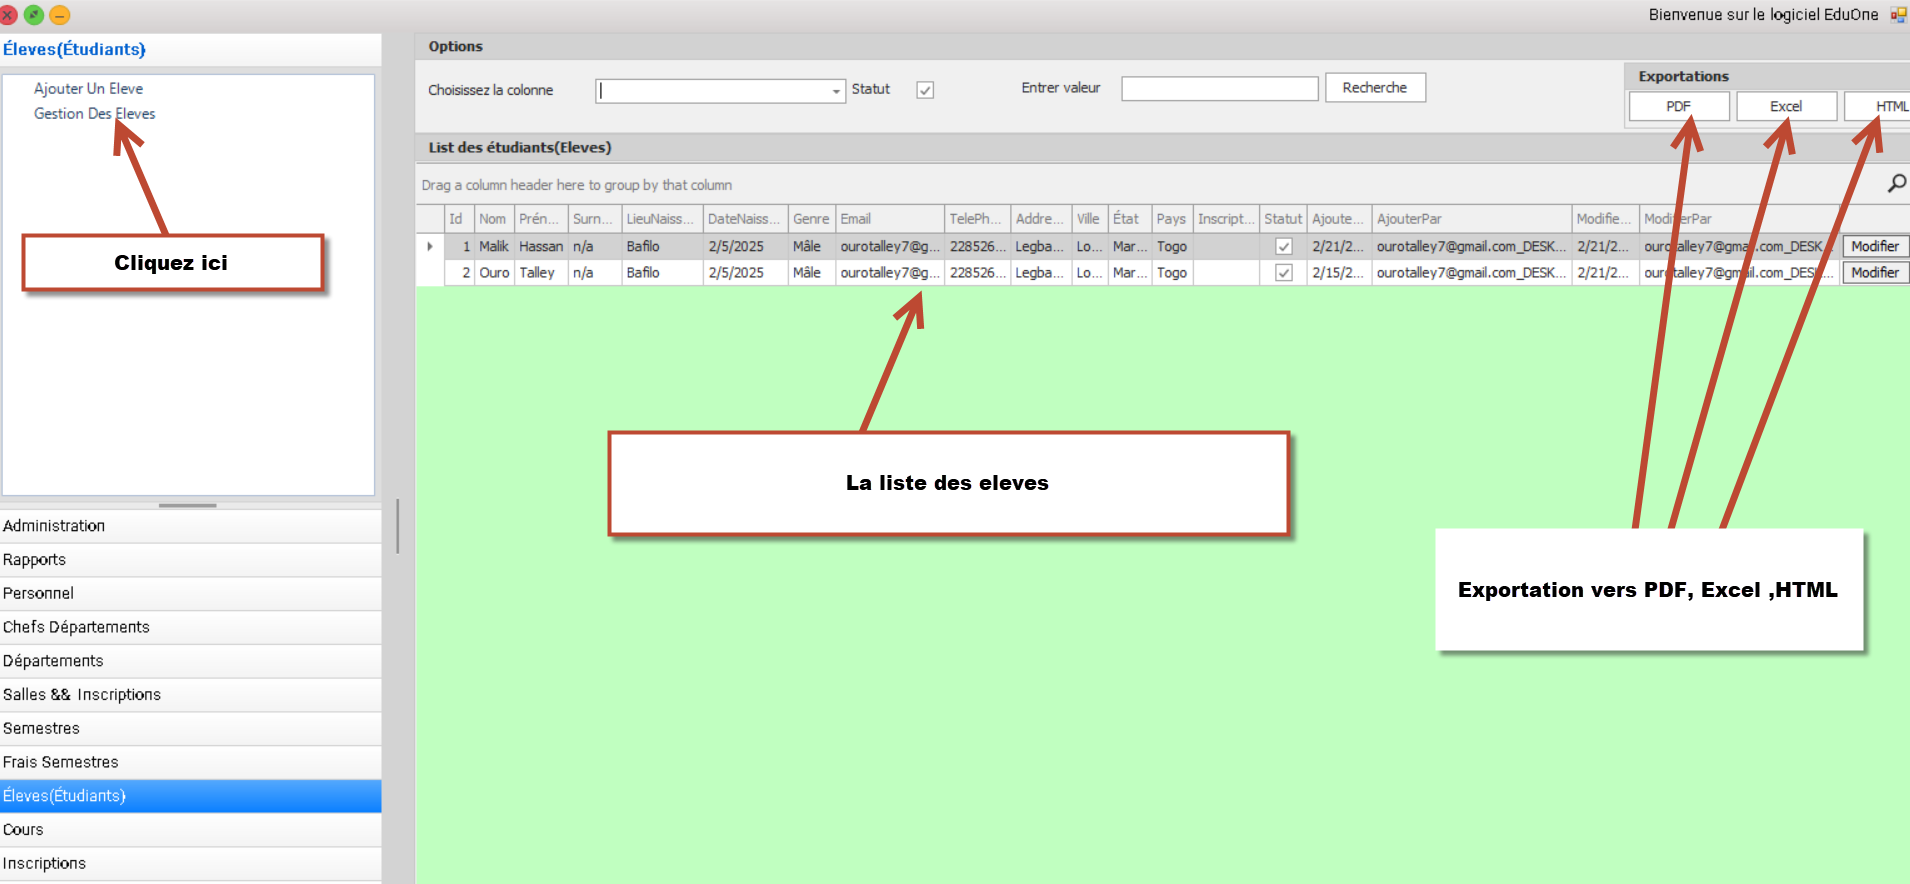 Bienvenue sur le logiciel EduOne
Éleves(Étudiants)
Ajouter Un Eleve
Gestion Des Eleves
Cliquez ici
Administration
Rapports
Personnel
Chefs Départements
Départements
Salles && Inscriptions
Semestres
Frais Semestres
Éleves(Étudiants)
Cours
Inscriptions
Options
Choisissez la colonne
Statut
Entrer valeur
Recherche
Exportations
PDF Excel HTML
List des étudiants(Eleves)
Drag a column header here to group by that column
Id Nom Prén... Surn... LieuNaiss... DateNaiss... Genre Email TelePh... Addre... Ville État Pays Inscript... Statut Ajoute... AjouterPar Modifie... ModifierPar
1 Malik Hassan n/a Bafilo 2/5/2025 Mâle ourotalley7@g... 228526... Legba... Lo... Mar... Togo 2/21/2... ourotalley7@gmail.com_DESK... 2/21/2... ourotalley7@gmail.com_DESK... Modifier
2 Ouro Talley n/a Bafilo 2/5/2025 Mâle ourotalley7@g... 228526... Legba... Lo... Mar... Togo 2/15/2... ourotalley7@gmail.com_DESK... 2/21/2... ourotalley7@gmail.com_DESK... Modifier
La liste des eleves
Exportation vers PDF, Excel ,HTML